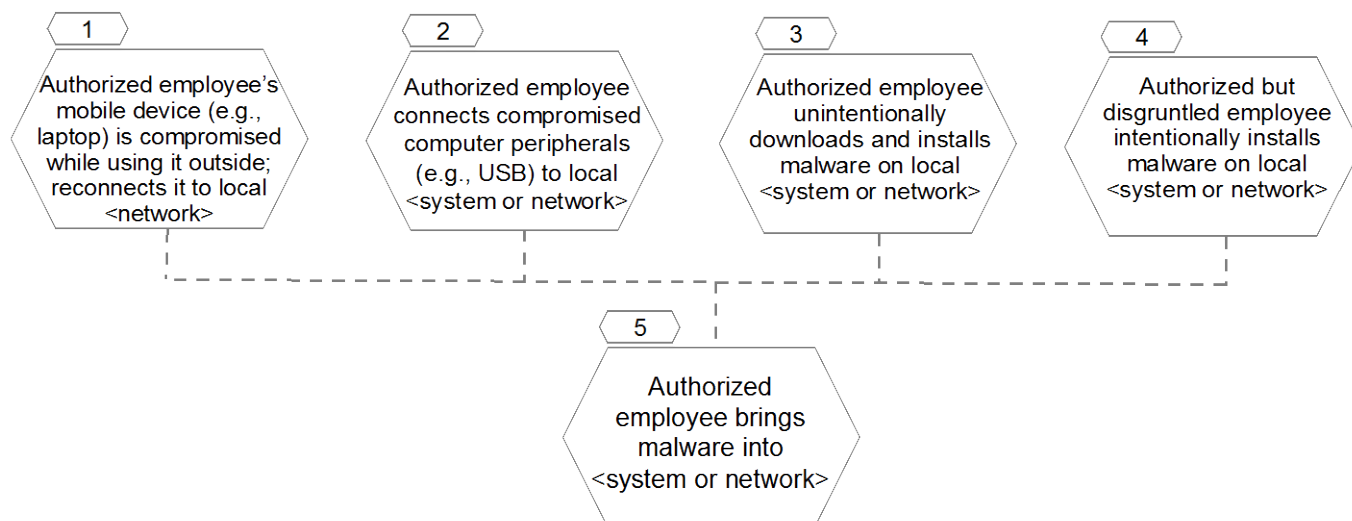 1
Authorized employee’s
mobile device (e.g.,
laptop) is compromised
while using it outside;
reconnects it to local
<network>
2
Authorized employee
connects compromised
computer peripherals
(e.g., USB) to local
<system or network>
3
Authorized employee
unintentionally
downloads and installs
malware on local
<system or network>
4
Authorized but
disgruntled employee
intentionally installs
malware on local
<system or network>
5
Authorized
employee brings
malware into
<system or network>